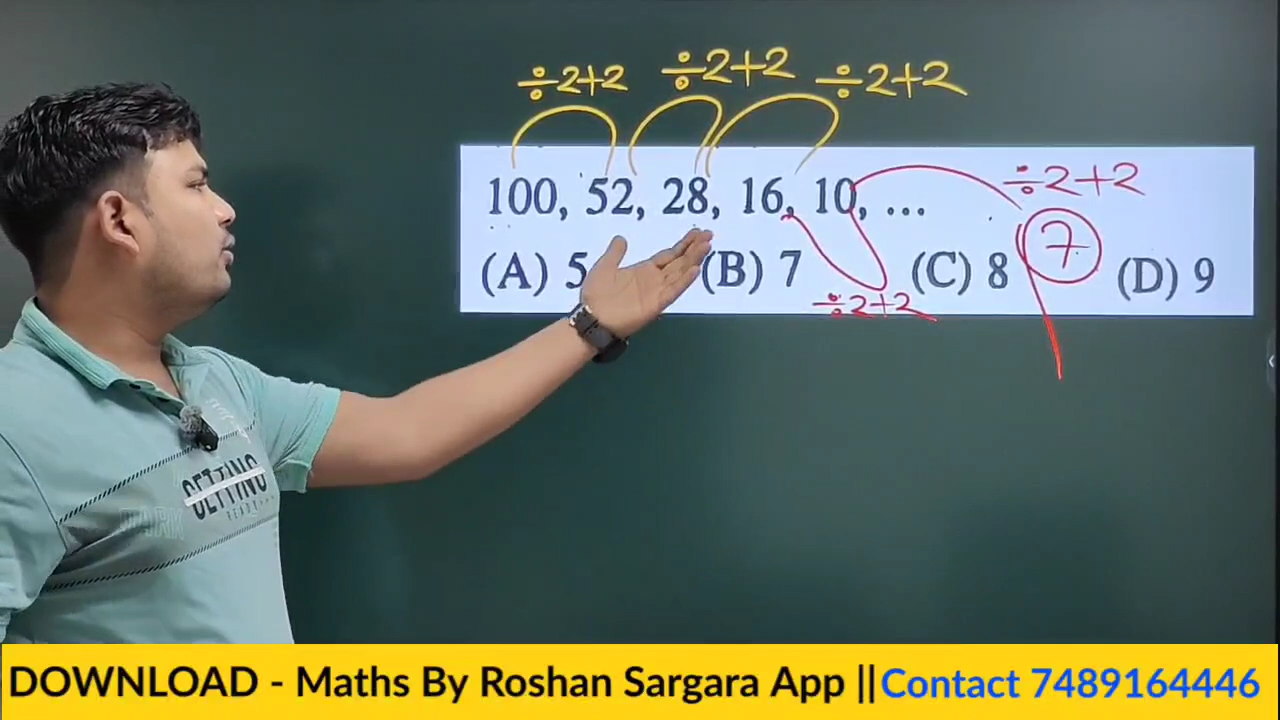 ÷2+2 ÷2+2 ÷2+2
100, 52, 28, 16, 10, ...
÷2+2
7
(A) 5 (B) 7 (C) 8 (D) 9
÷2+2
GETTING
READY
DOWNLOAD - Maths By Roshan Sargara App || Contact 7489164446